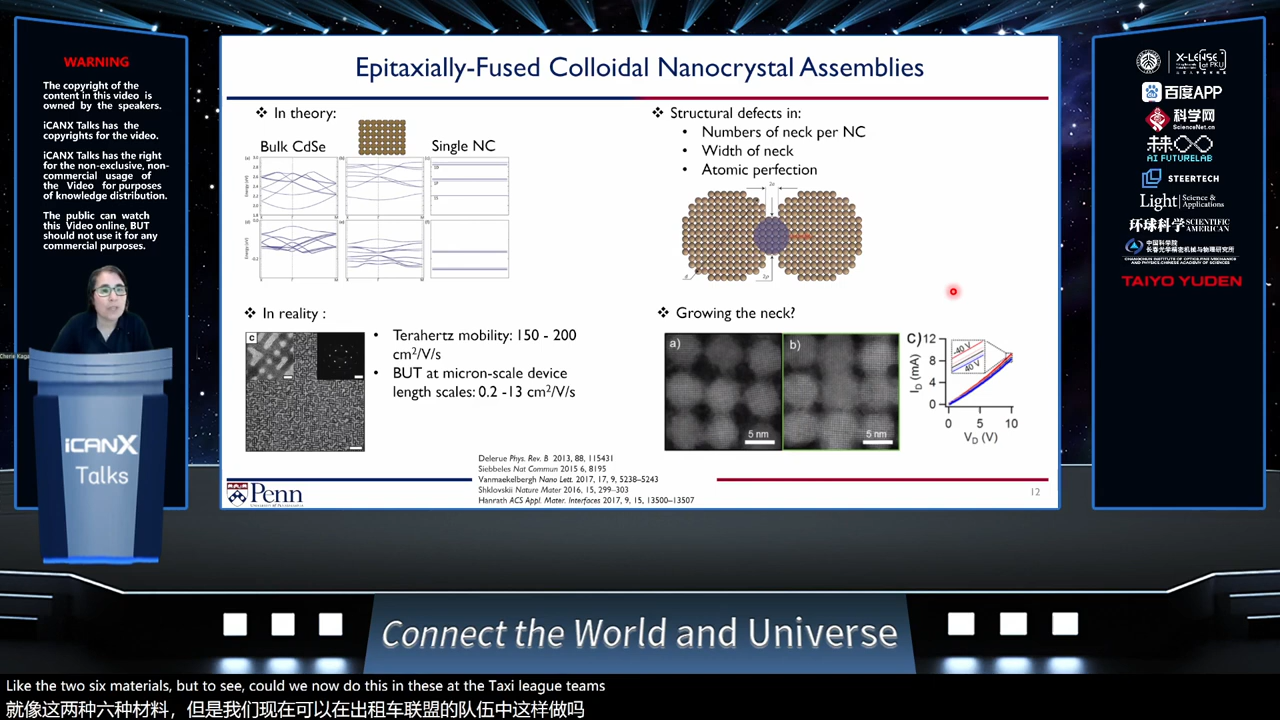 WARNING
The copyright of the
content in this video is
owned by the speakers.
iCANX Talks has the
copyrights for the video.
iCANX Talks has the right
for the non-exclusive, non-
commercial usage of
the Video for purposes
of knowledge distribution.
The public can watch
this Video online, BUT
should not use it for any
commercial purposes.
iCANX
Talks
Epitaxially-Fused Colloidal Nanocrystal Assemblies
❖ In theory:
Bulk CdSe
Single NC
❖ In reality :
c
• Terahertz mobility: 150 - 200
cm²/V/s
• BUT at micron-scale device
length scales: 0.2 -13 cm²/V/s
❖ Structural defects in:
• Numbers of neck per NC
• Width of neck
• Atomic perfection
❖ Growing the neck?
a)
5 nm
b)
5 nm
C)
I_D (mA)
12
8
4
0
-40 V
40 V
0
5
10
V_D (V)
Delerue Phys. Rev. B 2013, 88, 115431
Siebbeles Nat Commun 2015 6, 8195
Vanmaekelbergh Nano Lett. 2017, 17, 9, 5238–5243
Shklovskii Nature Mater 2016, 15, 299–303
Hanrath ACS Appl. Mater. Interfaces 2017, 9, 15, 13500–13507
Penn
12
X-LENSE
PKU
百度APP
科学网
ScienceNet.cn
AI FUTURELAB
STEERTECH
Light Science & Applications
环球科学 SCIENTIFIC AMERICAN
中国科学院
长春光学精密机械与物理研究所
TAIYO YUDEN
Connect the World and Universe
Like the two six materials, but to see, could we now do this in these at the Taxi league teams
就像这两种六种材料，但是我们现在可以在出租车联盟的队伍中这样做吗